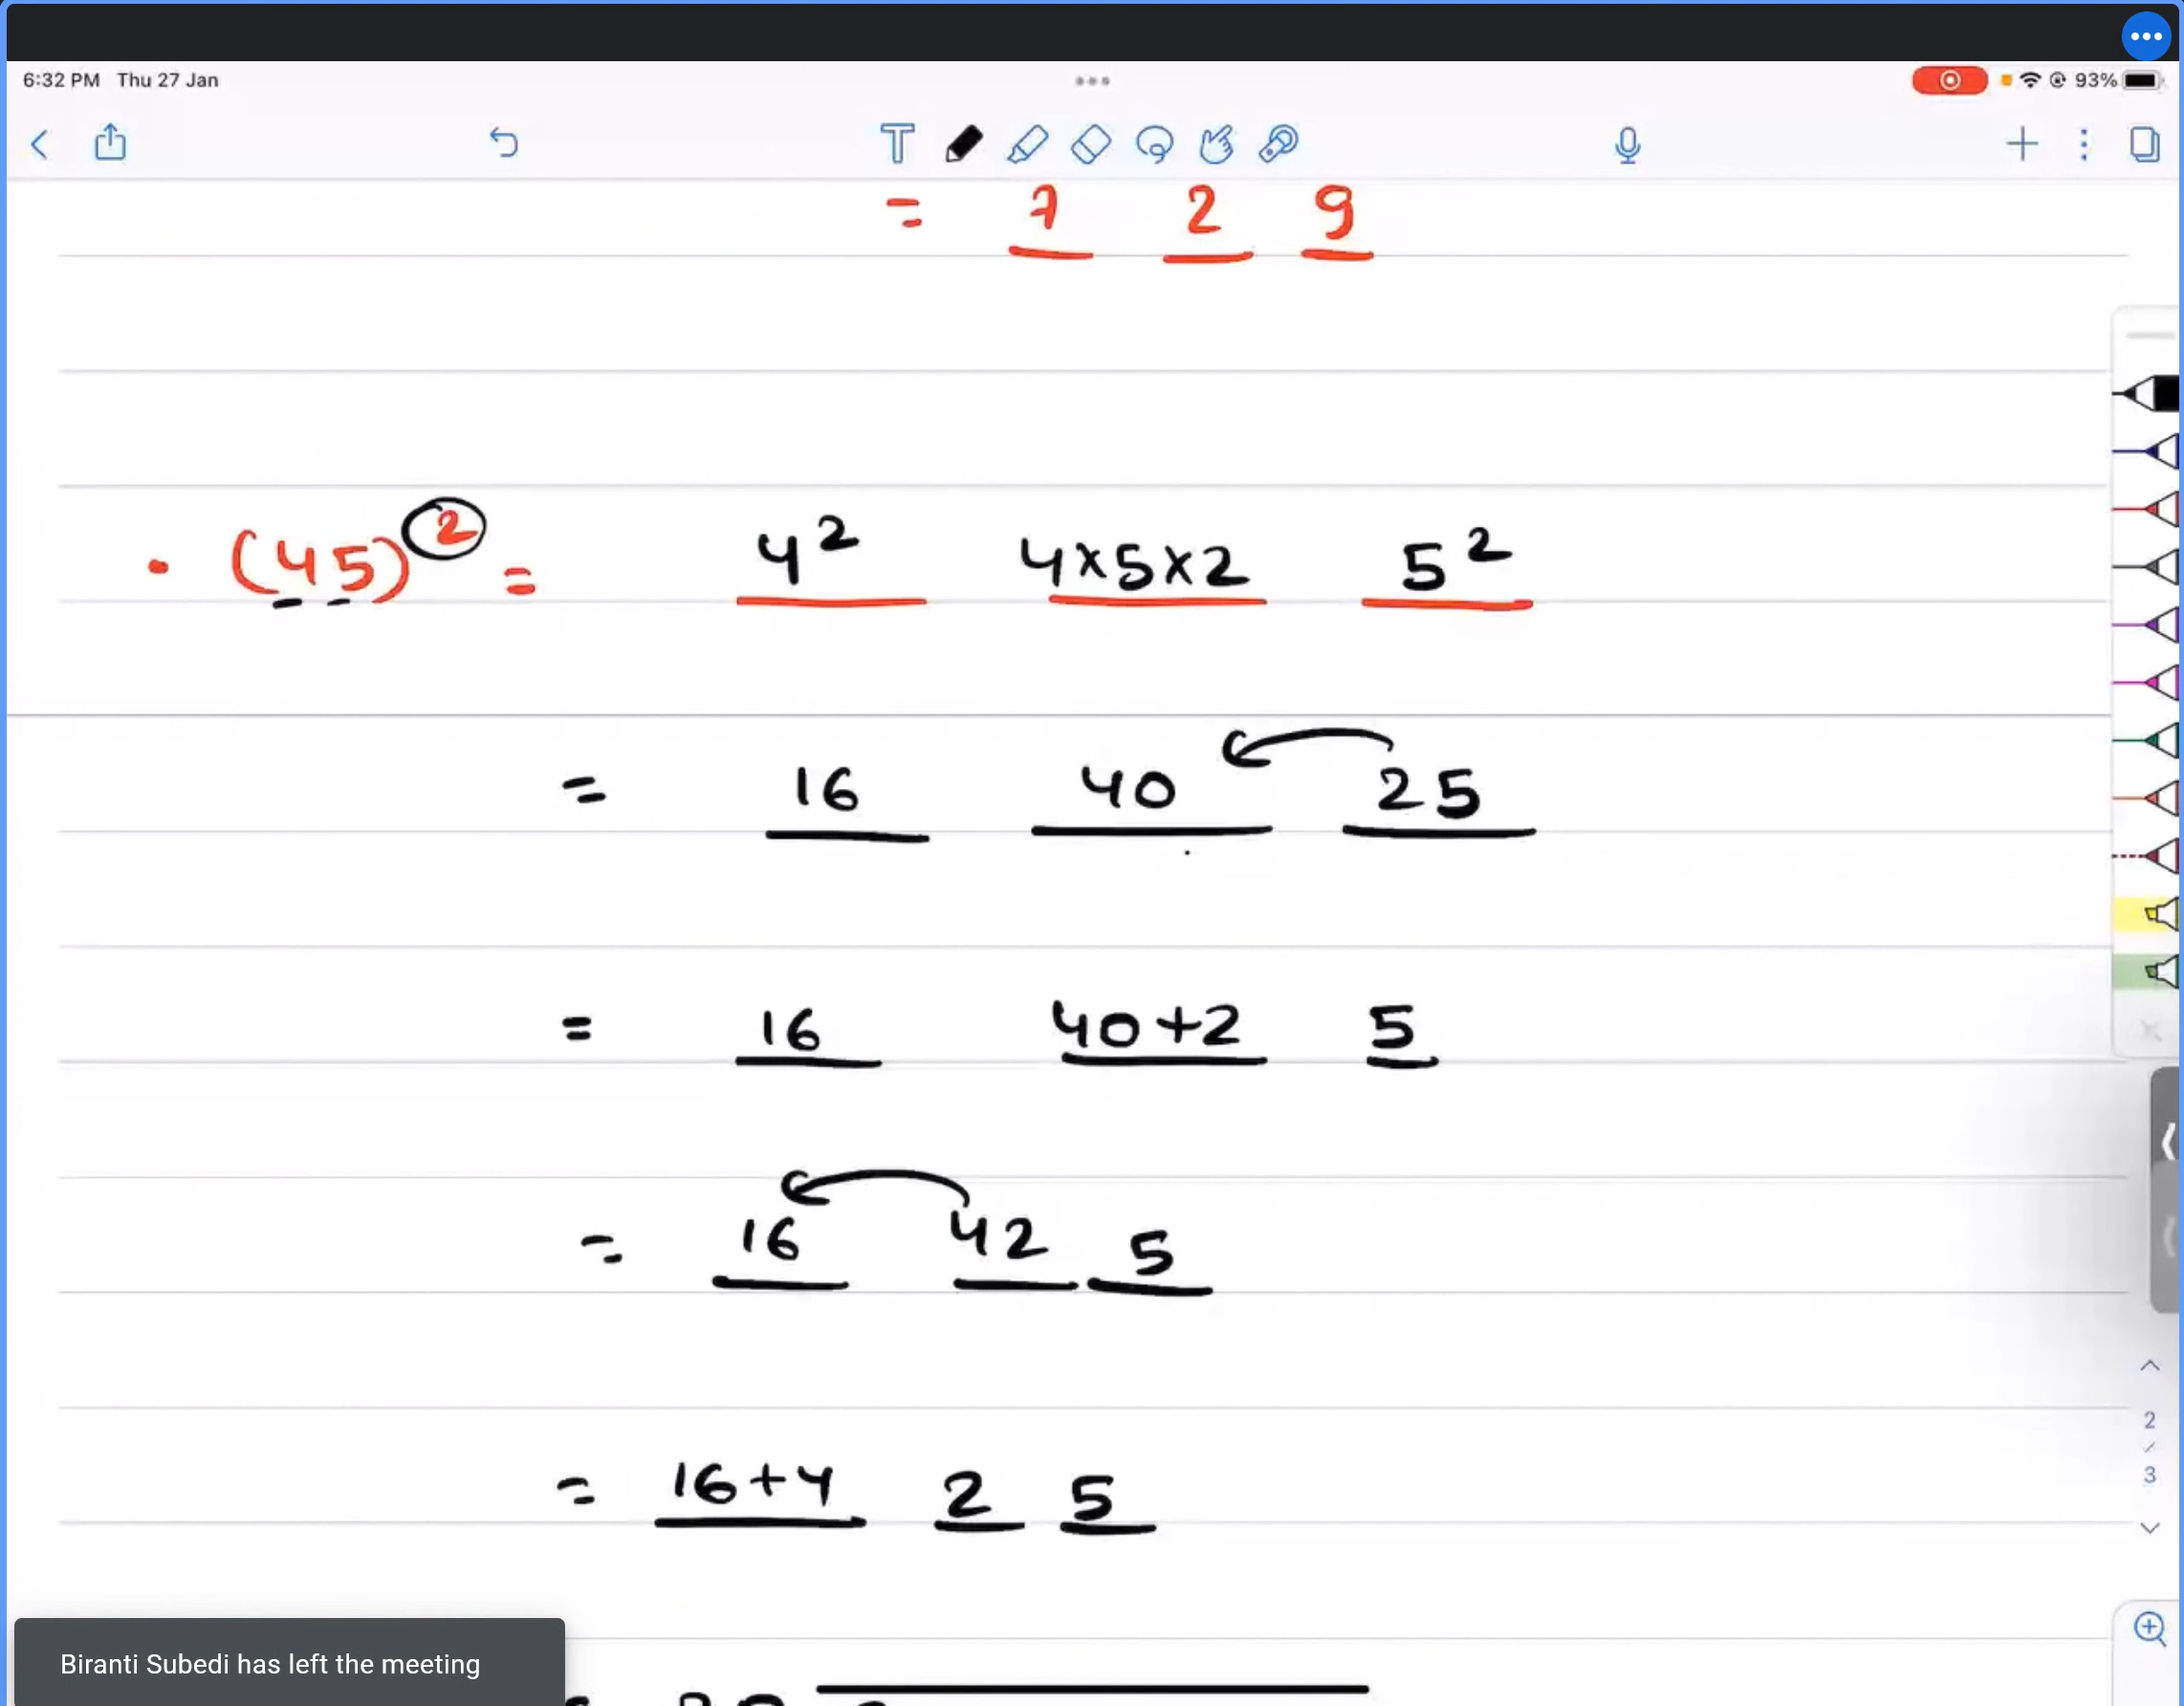 6:32 PM Thu 27 Jan
93%
= 7 2 9
• (45)² = 4² 4×5×2 5²
= 16 40 25
= 16 40+2 5
= 16 42 5
= 16+4 2 5
2
/
3
Biranti Subedi has left the meeting